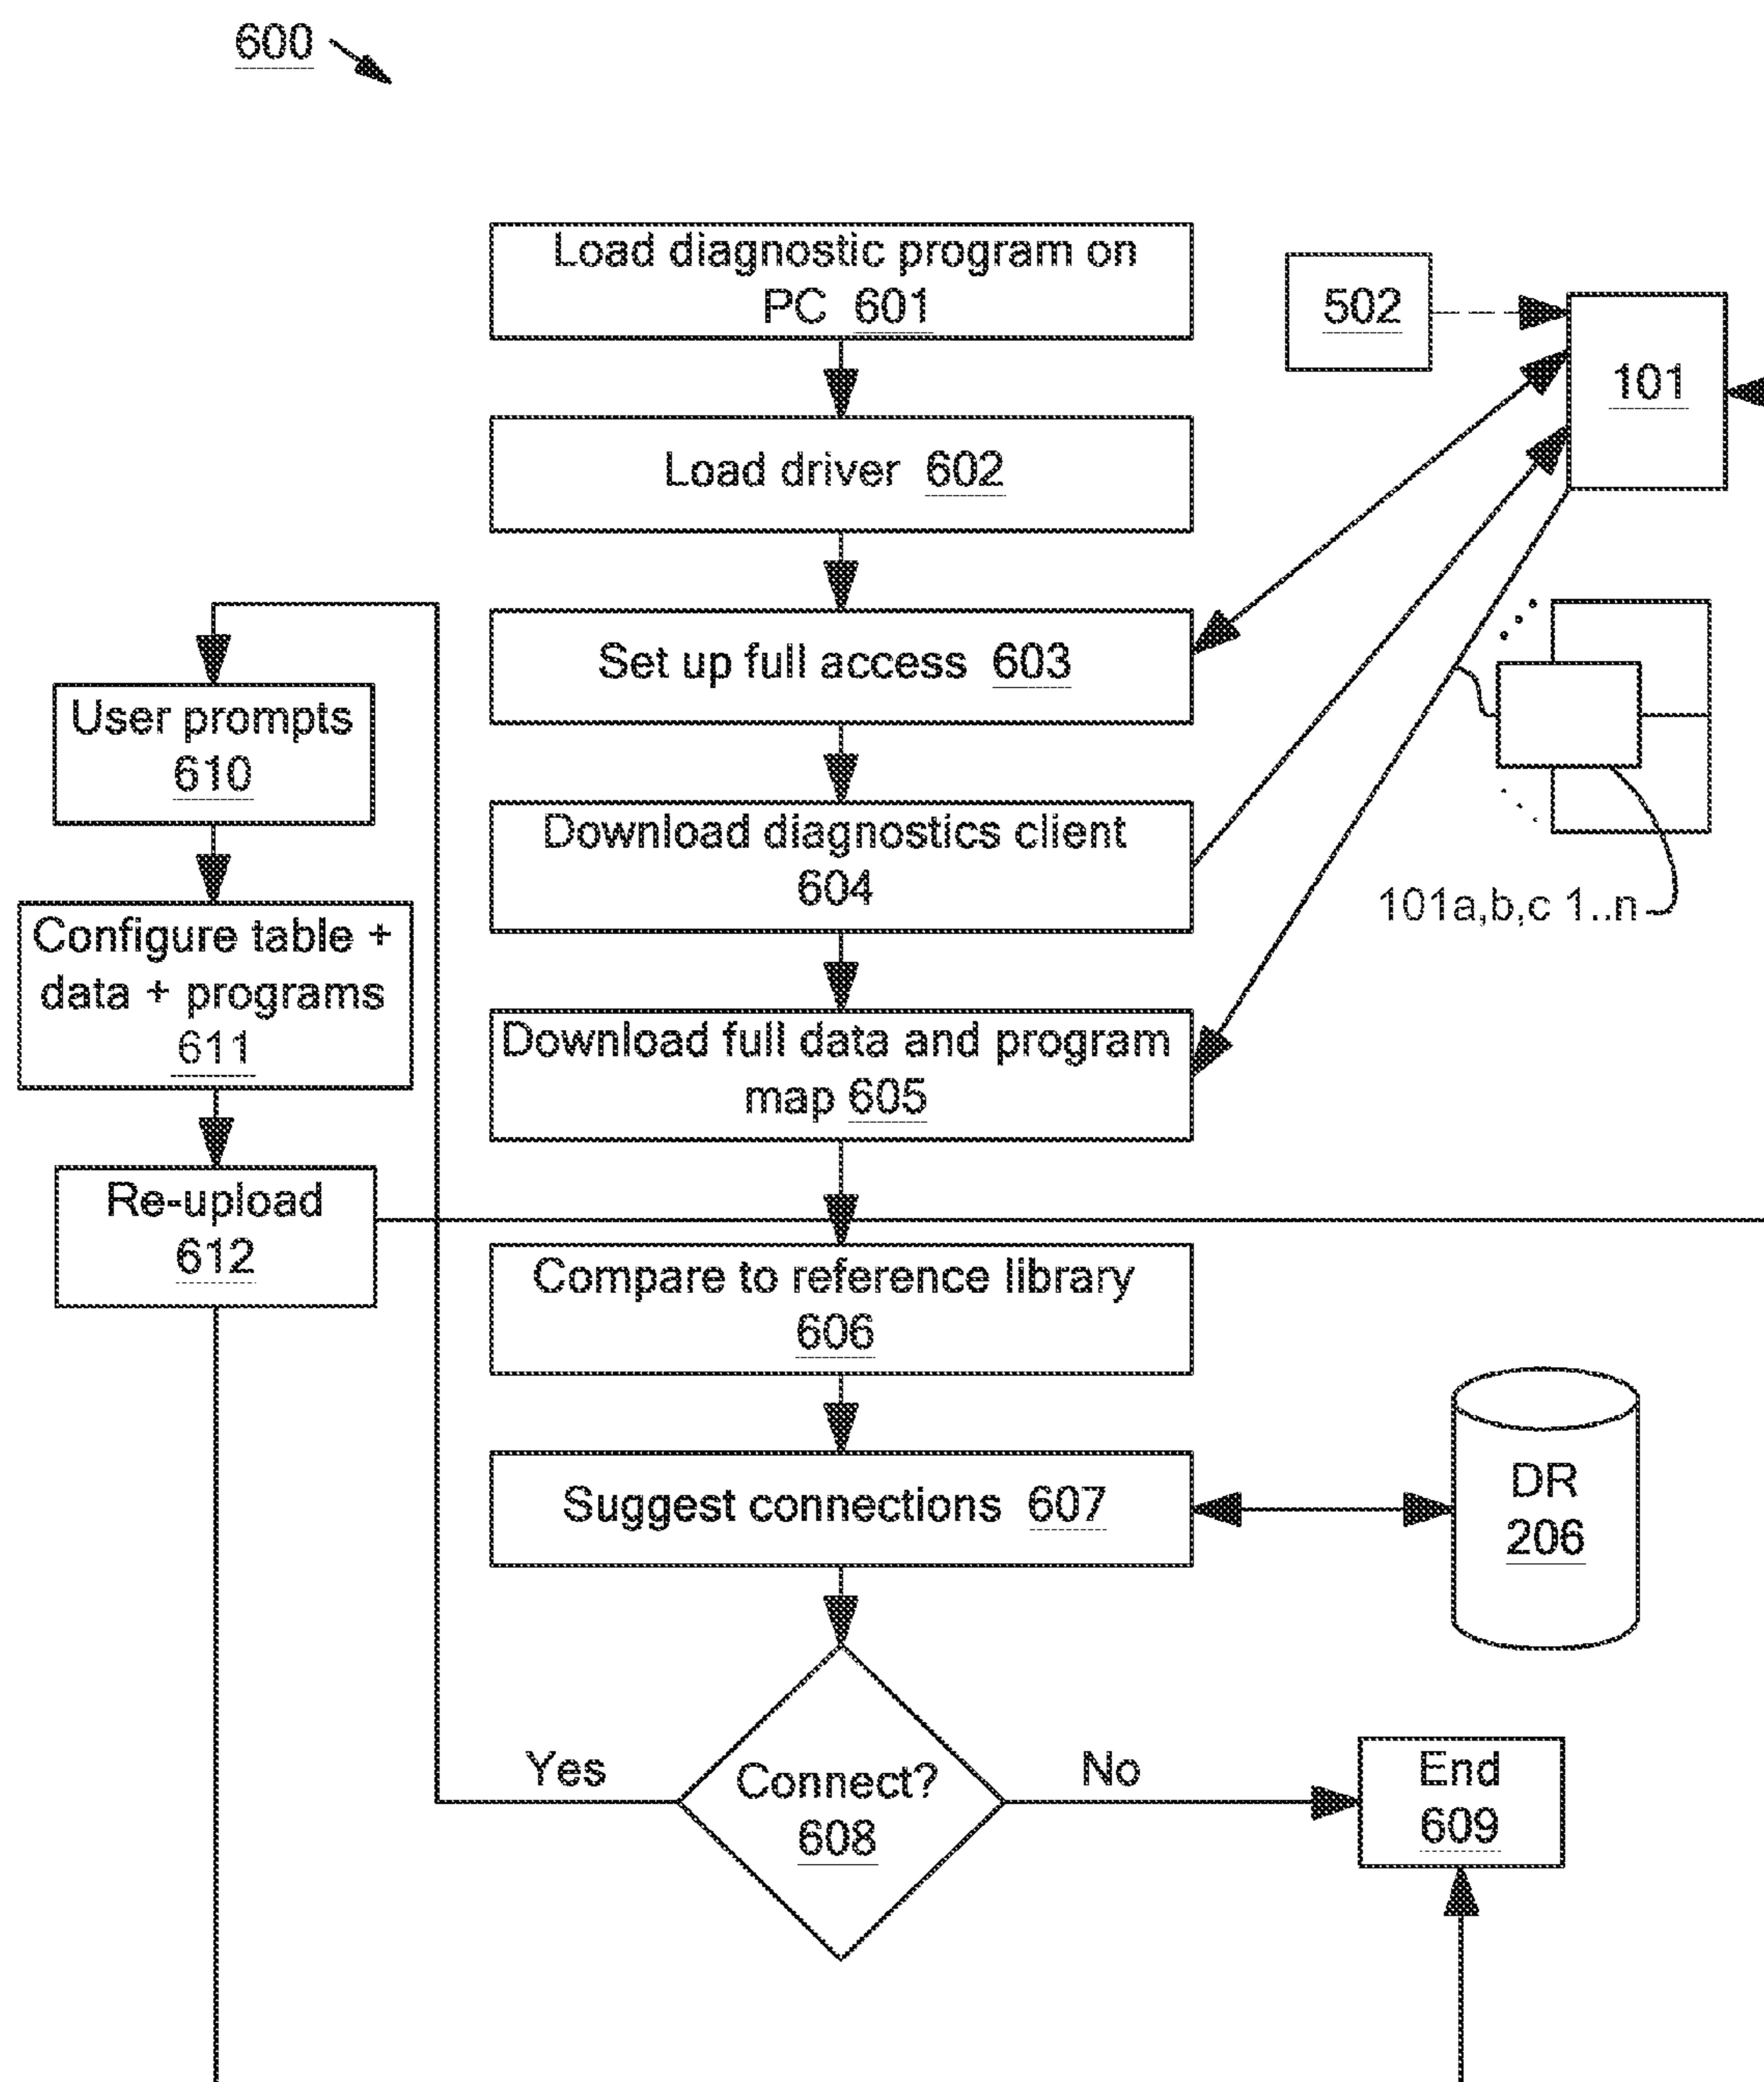 600
Load diagnostic program on
PC 601
502
101
Load driver 602
Set up full access 603
User prompts
610
Download diagnostics client
604
101a,b,c 1..n
Configure table +
data + programs
611
Download full data and program
map 605
Re-upload
612
Compare to reference library
606
Suggest connections 607
DR
206
Yes
Connect?
608
No
End
609